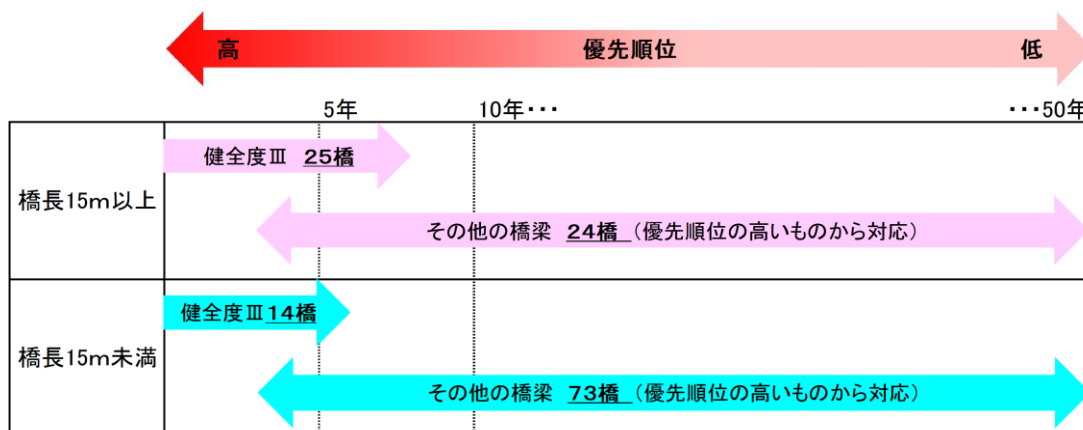 高 優先順位 低
5年 10年・・・ ・・・50年
橋長15m以上
健全度Ⅲ 25橋
その他の橋梁 24橋 （優先順位の高いものから対応）
橋長15m未満
健全度Ⅲ14橋
その他の橋梁 73橋 （優先順位の高いものから対応）